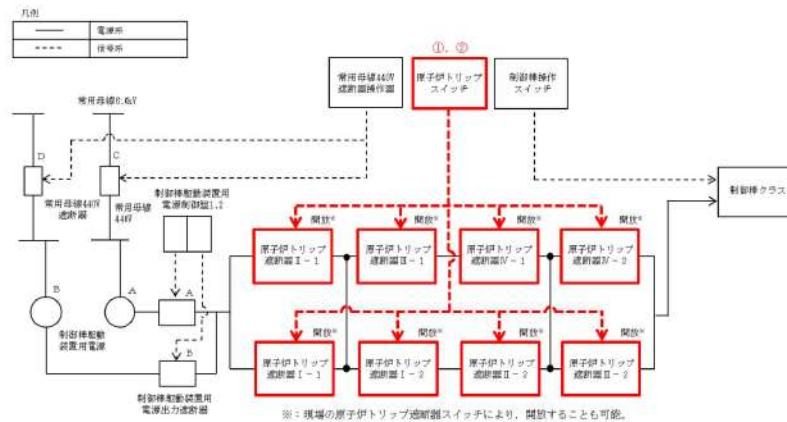 凡例
電源系
信号系
①, ②
常用母線440V
遮断器操作器
原子炉トリップ
スイッチ
制御棒操作
スイッチ
常用母線6.6kV
D
C
常用母線440V
遮断器
常用母線
440V
制御棒駆動装置用
電源制御盤1,2
制御棒クラスタ
開放※
開放※
開放※
開放※
原子炉トリップ
遮断器Ⅱ-1
原子炉トリップ
遮断器Ⅲ-1
原子炉トリップ
遮断器Ⅳ-1
原子炉トリップ
遮断器Ⅳ-2
B
A
A
制御棒駆動
装置用電源
B
制御棒駆動装置用
電源出力遮断器
開放※
開放※
開放※
開放※
原子炉トリップ
遮断器Ⅰ-1
原子炉トリップ
遮断器Ⅰ-2
原子炉トリップ
遮断器Ⅱ-2
原子炉トリップ
遮断器Ⅲ-2
※：現場の原子炉トリップ遮断器スイッチにより，開放することも可能。